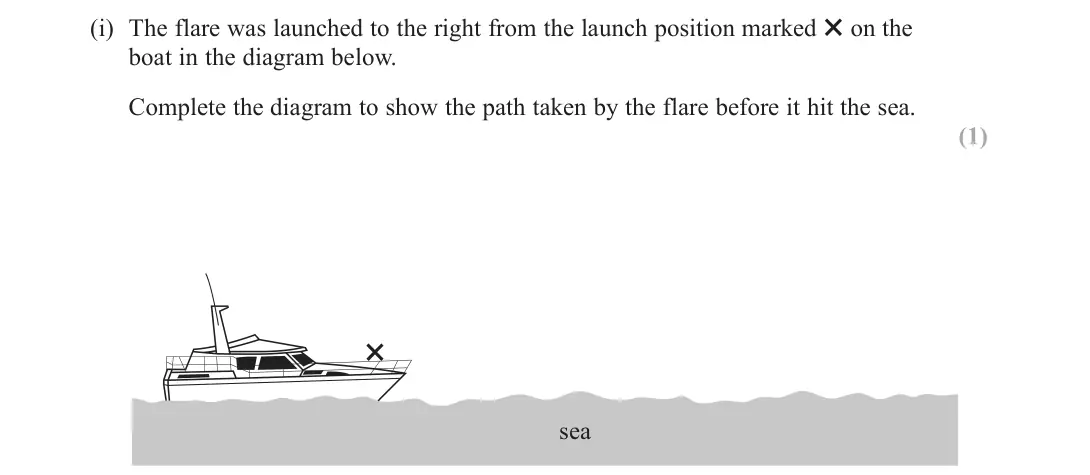 (i) The flare was launched to the right from the launch position marked ✕ on the
boat in the diagram below.
Complete the diagram to show the path taken by the flare before it hit the sea.
(1)
✕
sea